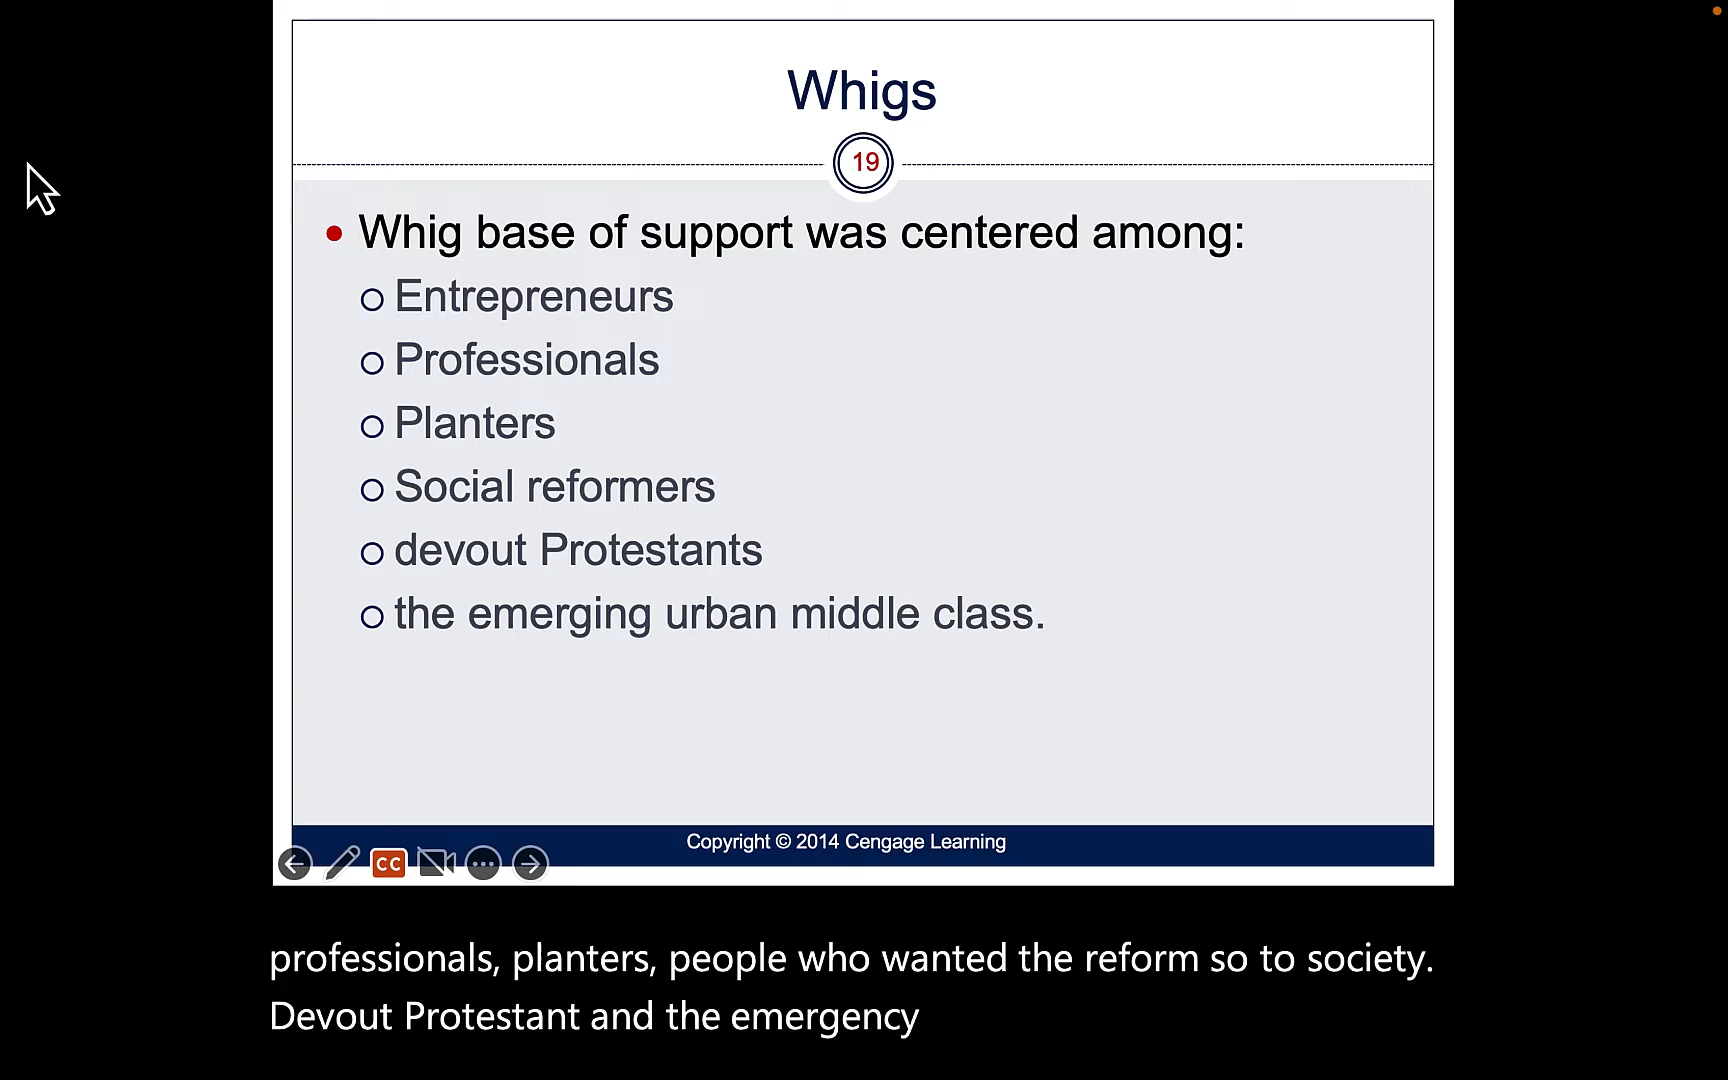 Whigs
19
• Whig base of support was centered among:
o Entrepreneurs
o Professionals
o Planters
o Social reformers
o devout Protestants
o the emerging urban middle class.
Copyright © 2014 Cengage Learning
CC
professionals, planters, people who wanted the reform so to society.
Devout Protestant and the emergency